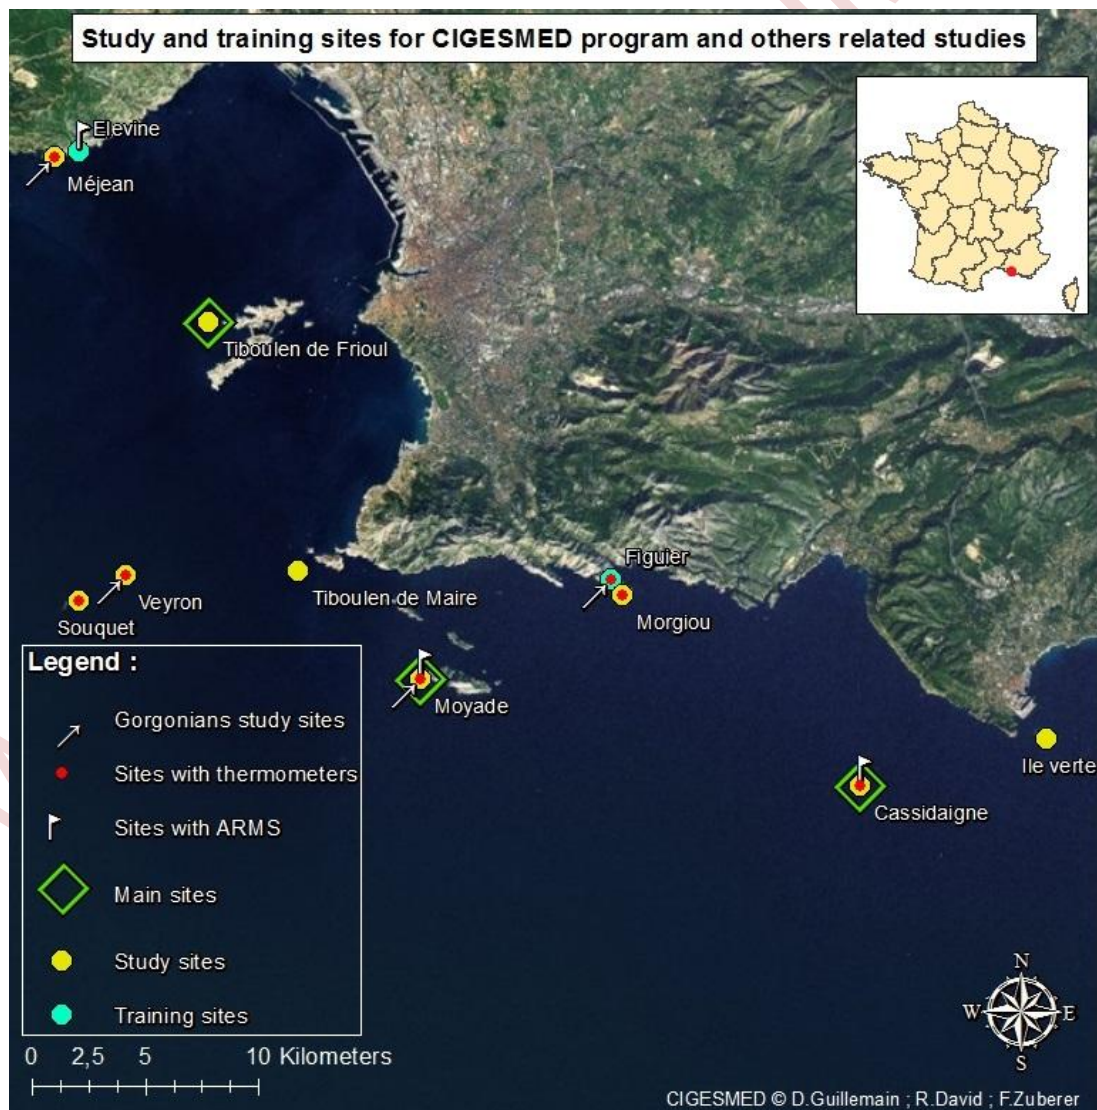 Study and training sites for CIGESMED program and others related studies
Elevine
Méjean
Tiboulen de Frioul
Figuier
Veyron
Tiboulen de Maire
Souquet
Morgiou
Moyade
Ile verte
Cassidaigne
Legend :
Gorgonians study sites
Sites with thermometers
Sites with ARMS
Main sites
Study sites
Training sites
0 2,5 5 10 Kilometers
N
W E
S
CIGESMED © D.Guillemain ; R.David ; F.Zuberer